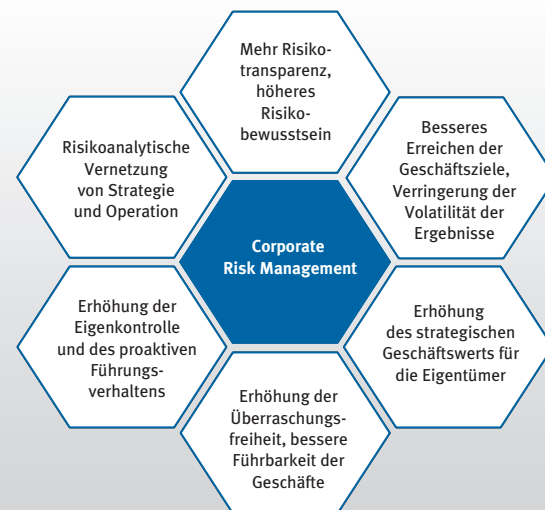 Mehr Risiko-
transparenz,
höheres
Risiko-
bewusstsein
Besseres
Erreichen der
Geschäftsziele,
Verringerung der
Volatilität der
Ergebnisse
Risikoanalytische
Vernetzung
von Strategie
und Operation
Corporate
Risk Management
Erhöhung der
Eigenkontrolle
und des proaktiven
Führungs-
verhaltens
Erhöhung
des strategischen
Geschäftswerts für
die Eigentümer
Erhöhung der
Überraschungs-
freiheit, bessere
Führbarkeit der
Geschäfte